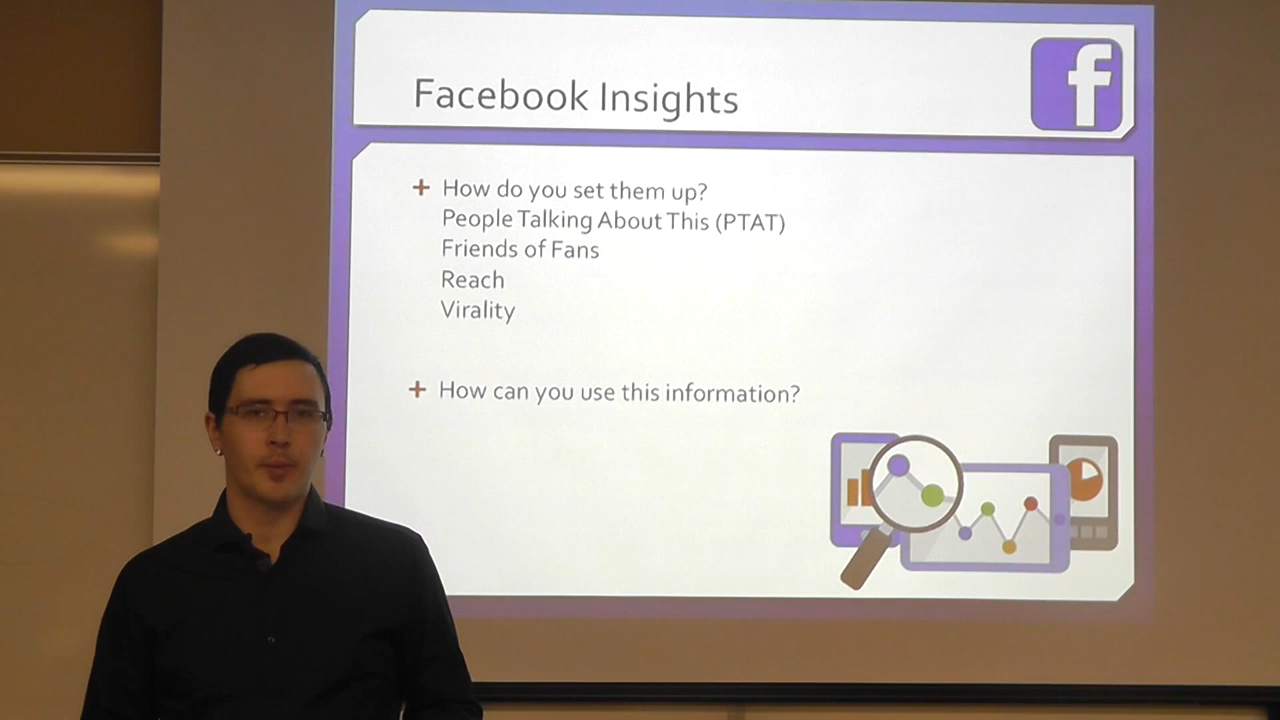 Facebook Insights
f
+ How do you set them up?
People Talking About This (PTAT)
Friends of Fans
Reach
Virality
+ How can you use this information?